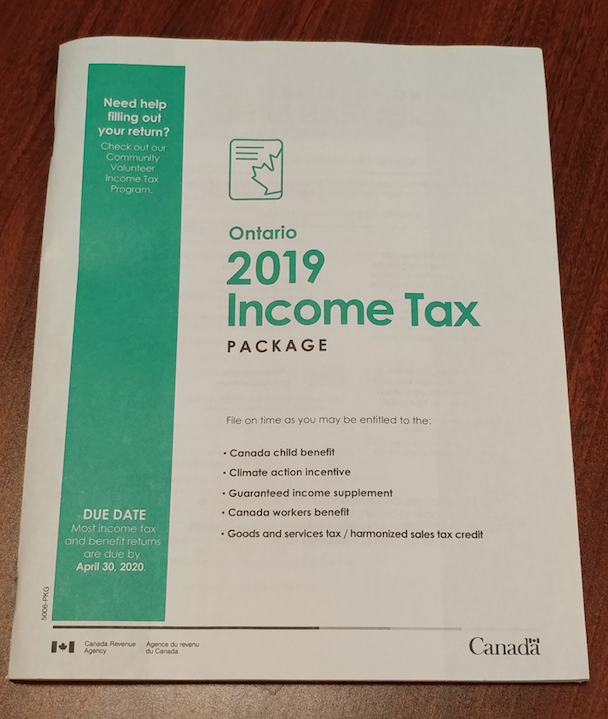 Need help
filling out
your return?
Check out our
Community
Volunteer
Income Tax
Program.
Ontario
2019
Income Tax
PACKAGE
File on time as you may be entitled to the:
• Canada child benefit
• Climate action incentive
• Guaranteed income supplement
• Canada workers benefit
• Goods and services tax / harmonized sales tax credit
DUE DATE
Most income tax
and benefit returns
are due by
April 30, 2020.
5006-PKG
Canada Revenue
Agency
Agence du revenu
du Canada
Canada